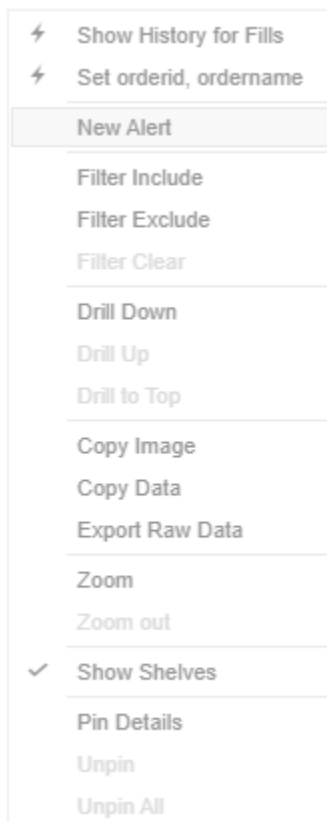 Show History for Fills
Set orderid, ordername
New Alert
Filter Include
Filter Exclude
Filter Clear
Drill Down
Drill Up
Drill to Top
Copy Image
Copy Data
Export Raw Data
Zoom
Zoom out
Show Shelves
Pin Details
Unpin
Unpin All